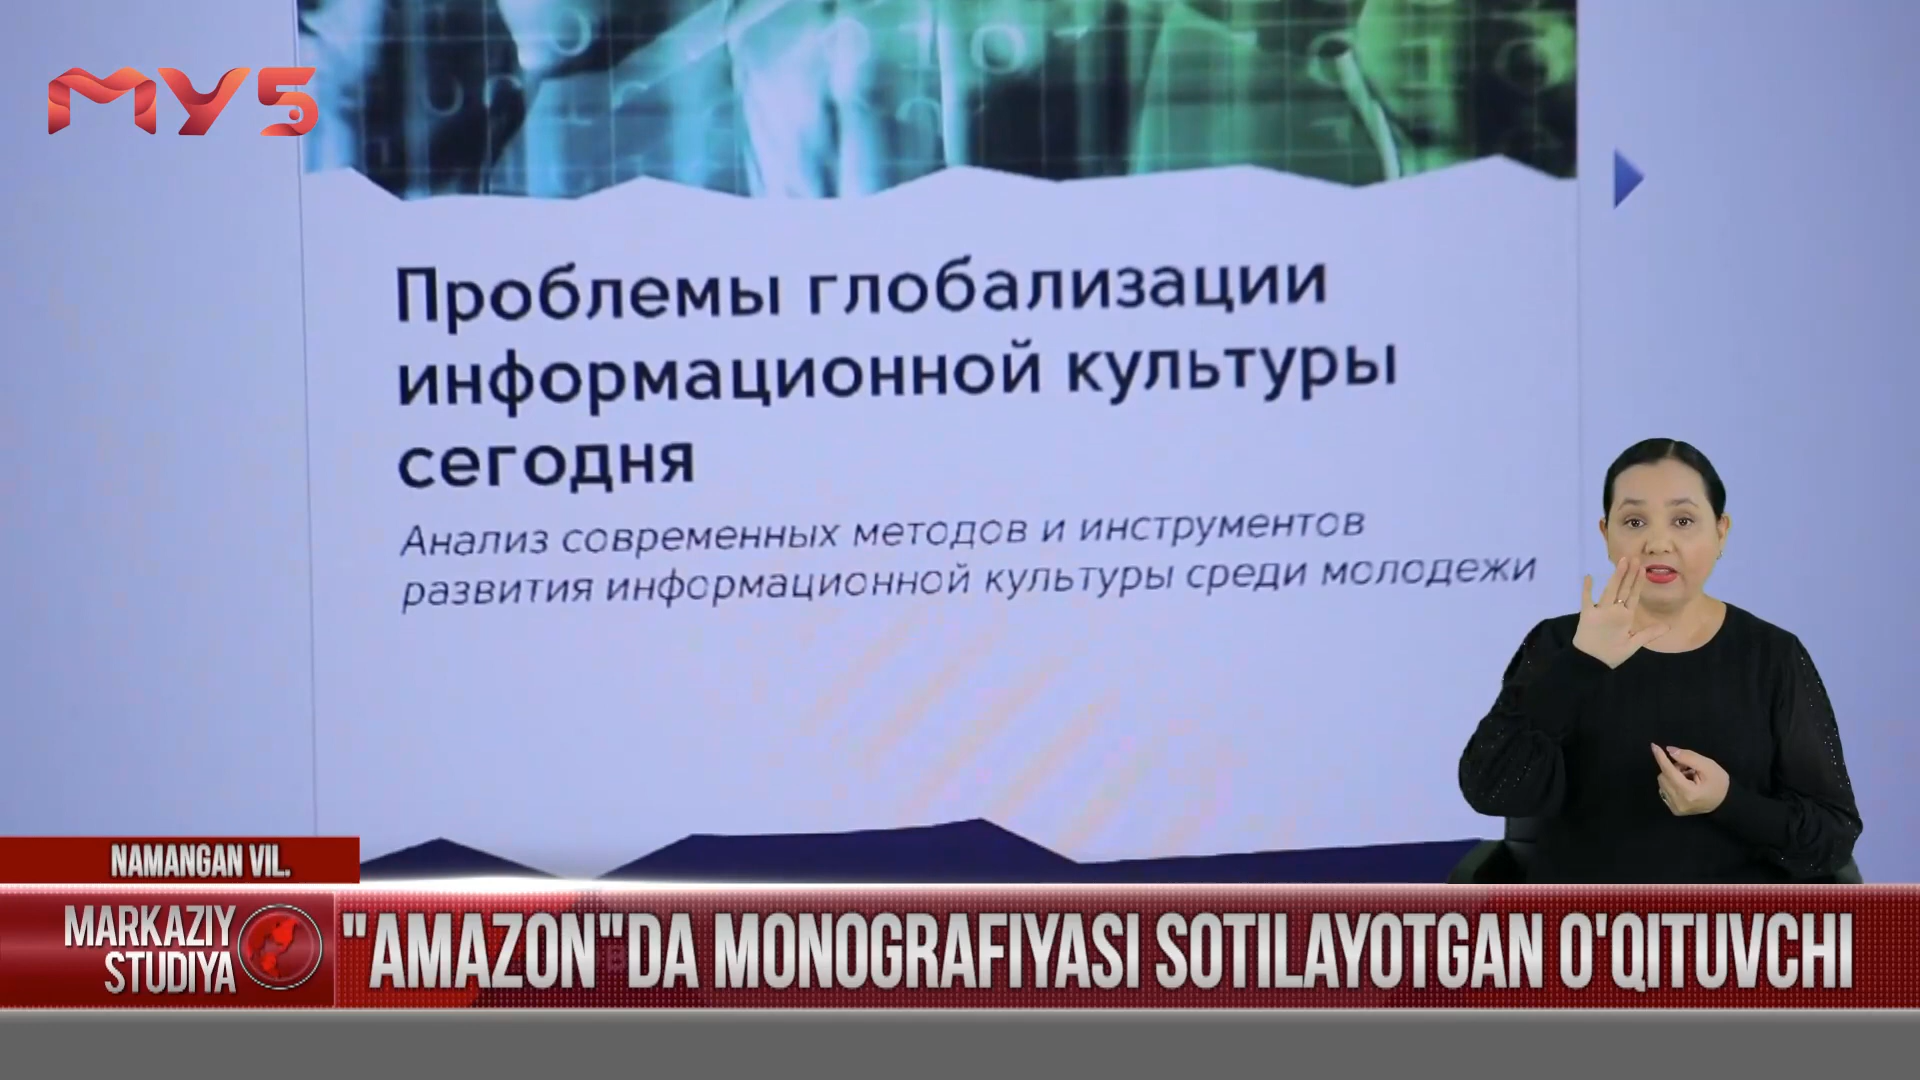 MY5
Проблемы глобализации
информационной культуры
сегодня
Анализ современных методов и инструментов
развития информационной культуры среди молодежи
NAMANGAN VIL.
MARKAZIY
STUDIYA
"AMAZON"DA MONOGRAFIYASI SOTILAYOTGAN O'QITUVCHI